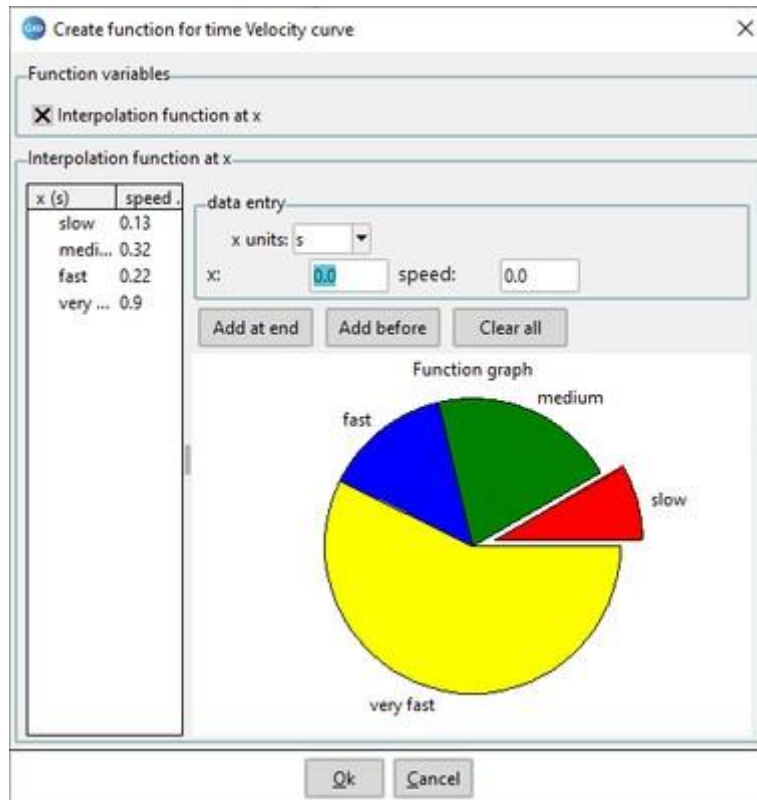 GiD Create function for time Velocity curve
Function variables
Interpolation function at x
Interpolation function at x
x (s) speed .
slow 0.13
medi... 0.32
fast 0.22
very ... 0.9
data entry
x units: s
x: 0.0 speed: 0.0
Add at end Add before Clear all
Function graph
medium
fast
slow
very fast
Ok Cancel